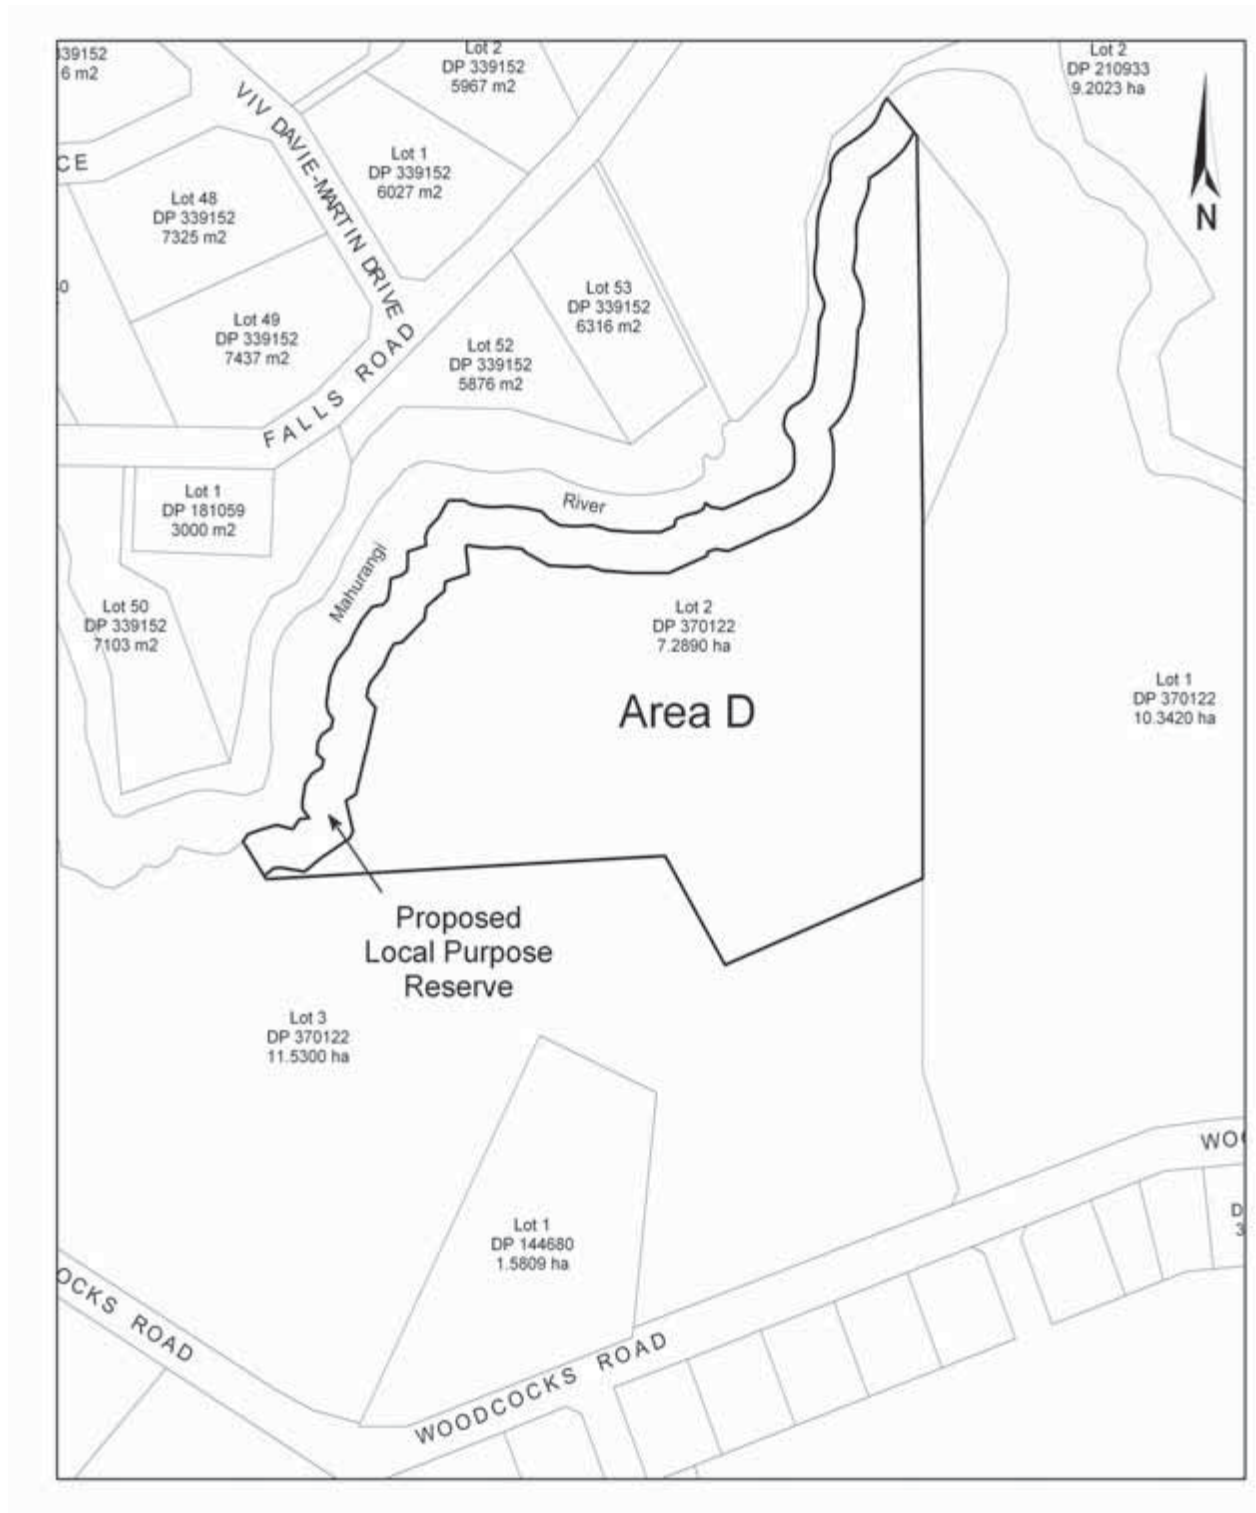 339152
6 m2
Lot 2
DP 339152
5967 m2
Lot 2
DP 210933
9.2023 ha
VIV DAVIE-MARTIN DRIVE
CE
Lot 1
DP 339152
6027 m2
Lot 48
DP 339152
7325 m2
N
Lot 53
DP 339152
6316 m2
Lot 49
DP 339152
7437 m2
Lot 52
DP 339152
5876 m2
FALLS ROAD
Lot 1
DP 181059
3000 m2
River
Mahurangi
Lot 50
DP 339152
7103 m2
Lot 2
DP 370122
7.2890 ha
Area D
Lot 1
DP 370122
10.3420 ha
Proposed
Local Purpose
Reserve
Lot 3
DP 370122
11.5300 ha
WO
Lot 1
DP 144680
1.5809 ha
D
3
OCKS ROAD
WOODCOCKS ROAD